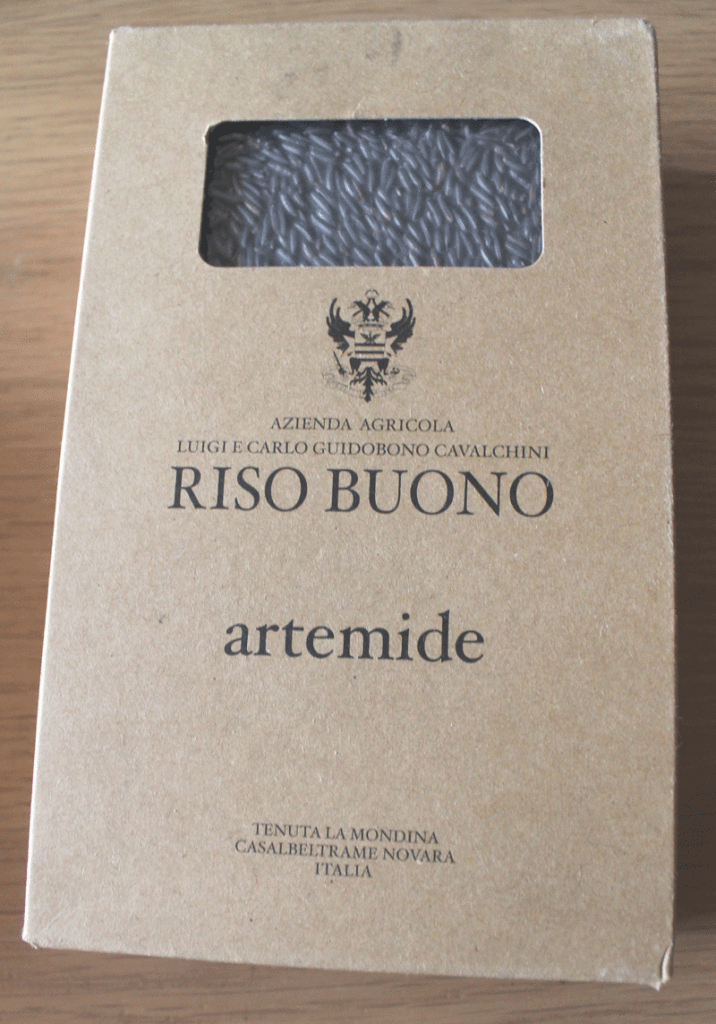 AZIENDA AGRICOLA
LUIGI E CARLO GUIDOBONO CAVALCHINI
RISO BUONO
artemide
TENUTA LA MONDINA
CASALBELTRAME NOVARA
ITALIA